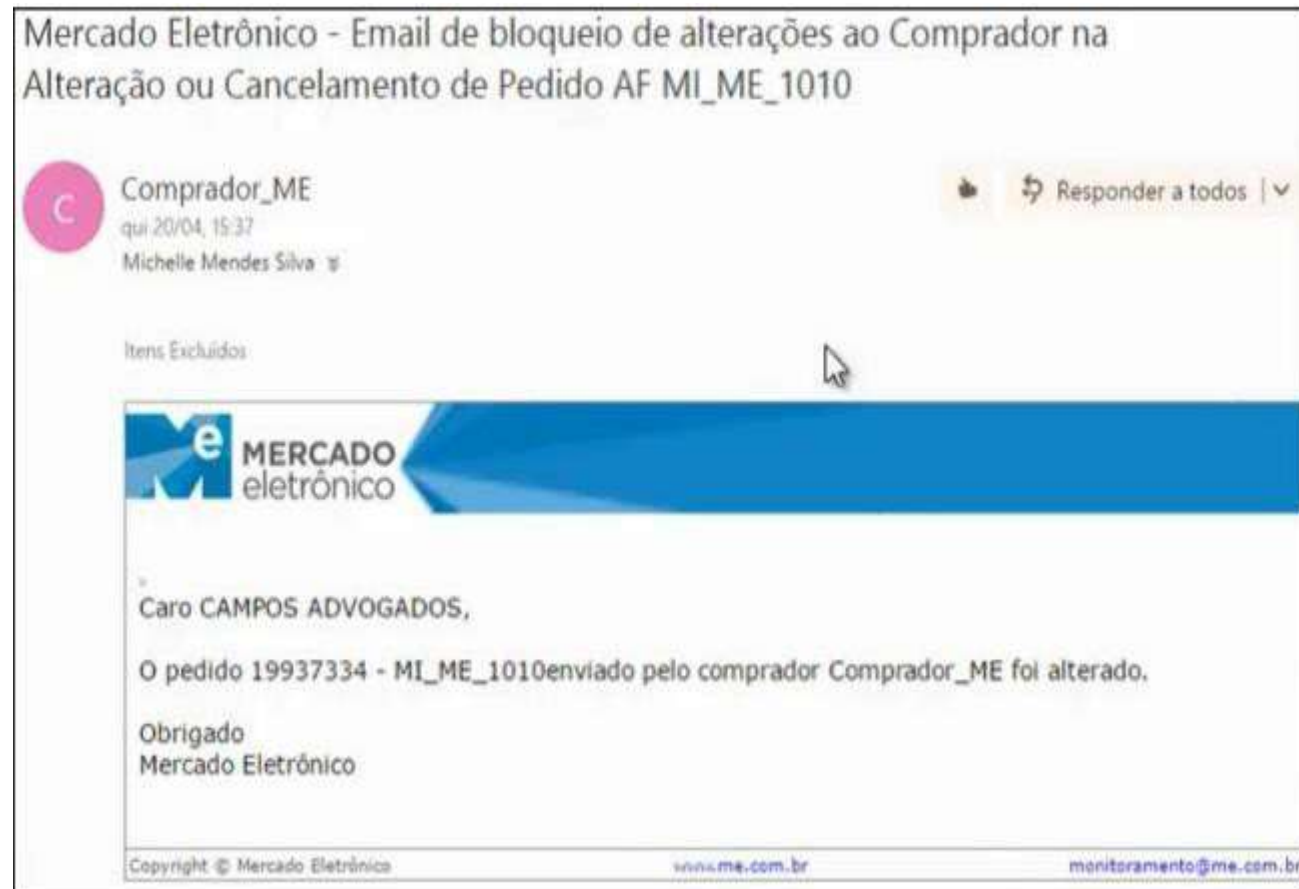 Mercado Eletrônico - Email de bloqueio de alterações ao Comprador na
Alteração ou Cancelamento de Pedido AF MI_ME_1010
C
Comprador_ME
Responder a todos
qui 20/04, 15:37
Michelle Mendes Silva
Itens Excluídos
Me MERCADO
eletrônico
Caro CAMPOS ADVOGADOS,
O pedido 19937334 - MI_ME_1010enviado pelo comprador Comprador_ME foi alterado.
Obrigado
Mercado Eletrônico
Copyright © Mercado Eletrônico
www.me.com.br
monitoramento@me.com.br